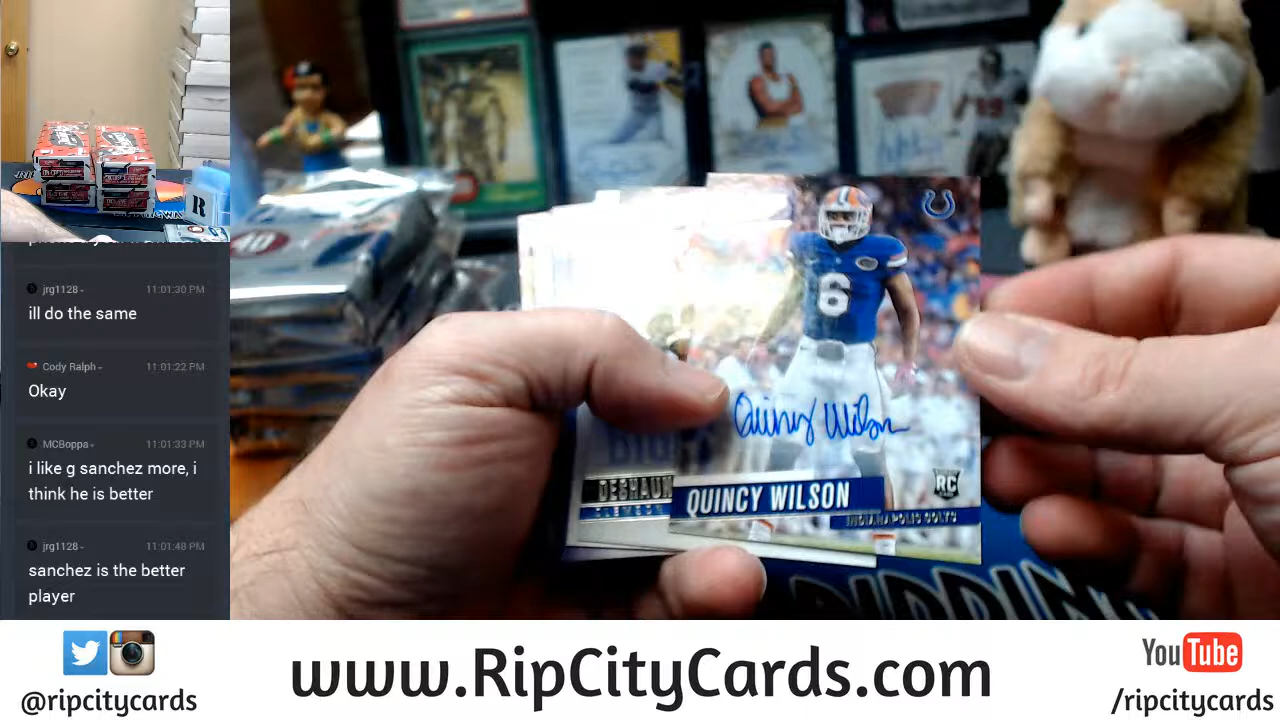 jrg1128
11:01:30 PM
ill do the same
Cody Ralph
11:01:22 PM
Okay
MCBoppa
11:01:33 PM
i like g sanchez more, i
think he is better
jrg1128
11:01:48 PM
sanchez is the better
player
R
40
6
Quincy Wilson
RC
DESHAUN
CLEMSON
QUINCY WILSON
INDIANAPOLIS COLTS
@ripcitycards
www.RipCityCards.com
YouTube
/ripcitycards